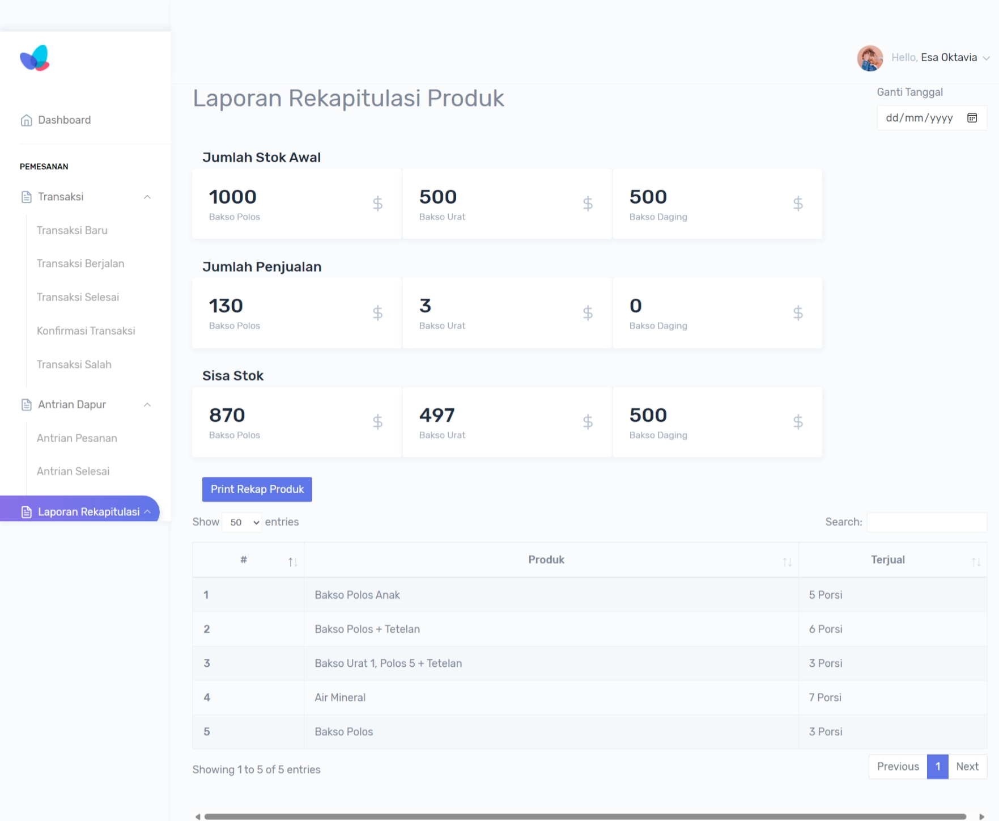 Hello, Esa Oktavia
Dashboard
PEMESANAN
Transaksi
Transaksi Baru
Transaksi Berjalan
Transaksi Selesai
Konfirmasi Transaksi
Transaksi Salah
Antrian Dapur
Antrian Pesanan
Antrian Selesai
Laporan Rekapitulasi
Laporan Rekapitulasi Produk
Ganti Tanggal
dd/mm/yyyy
Jumlah Stok Awal
1000 $ 500 $ 500 $
Bakso Polos Bakso Urat Bakso Daging
Jumlah Penjualan
130 $ 3 $ 0 $
Bakso Polos Bakso Urat Bakso Daging
Sisa Stok
870 $ 497 $ 500 $
Bakso Polos Bakso Urat Bakso Daging
Print Rekap Produk
Show 50 entries Search:
# Produk Terjual
1 Bakso Polos Anak 5 Porsi
2 Bakso Polos + Tetelan 6 Porsi
3 Bakso Urat 1, Polos 5 + Tetelan 3 Porsi
4 Air Mineral 7 Porsi
5 Bakso Polos 3 Porsi
Showing 1 to 5 of 5 entries Previous 1 Next